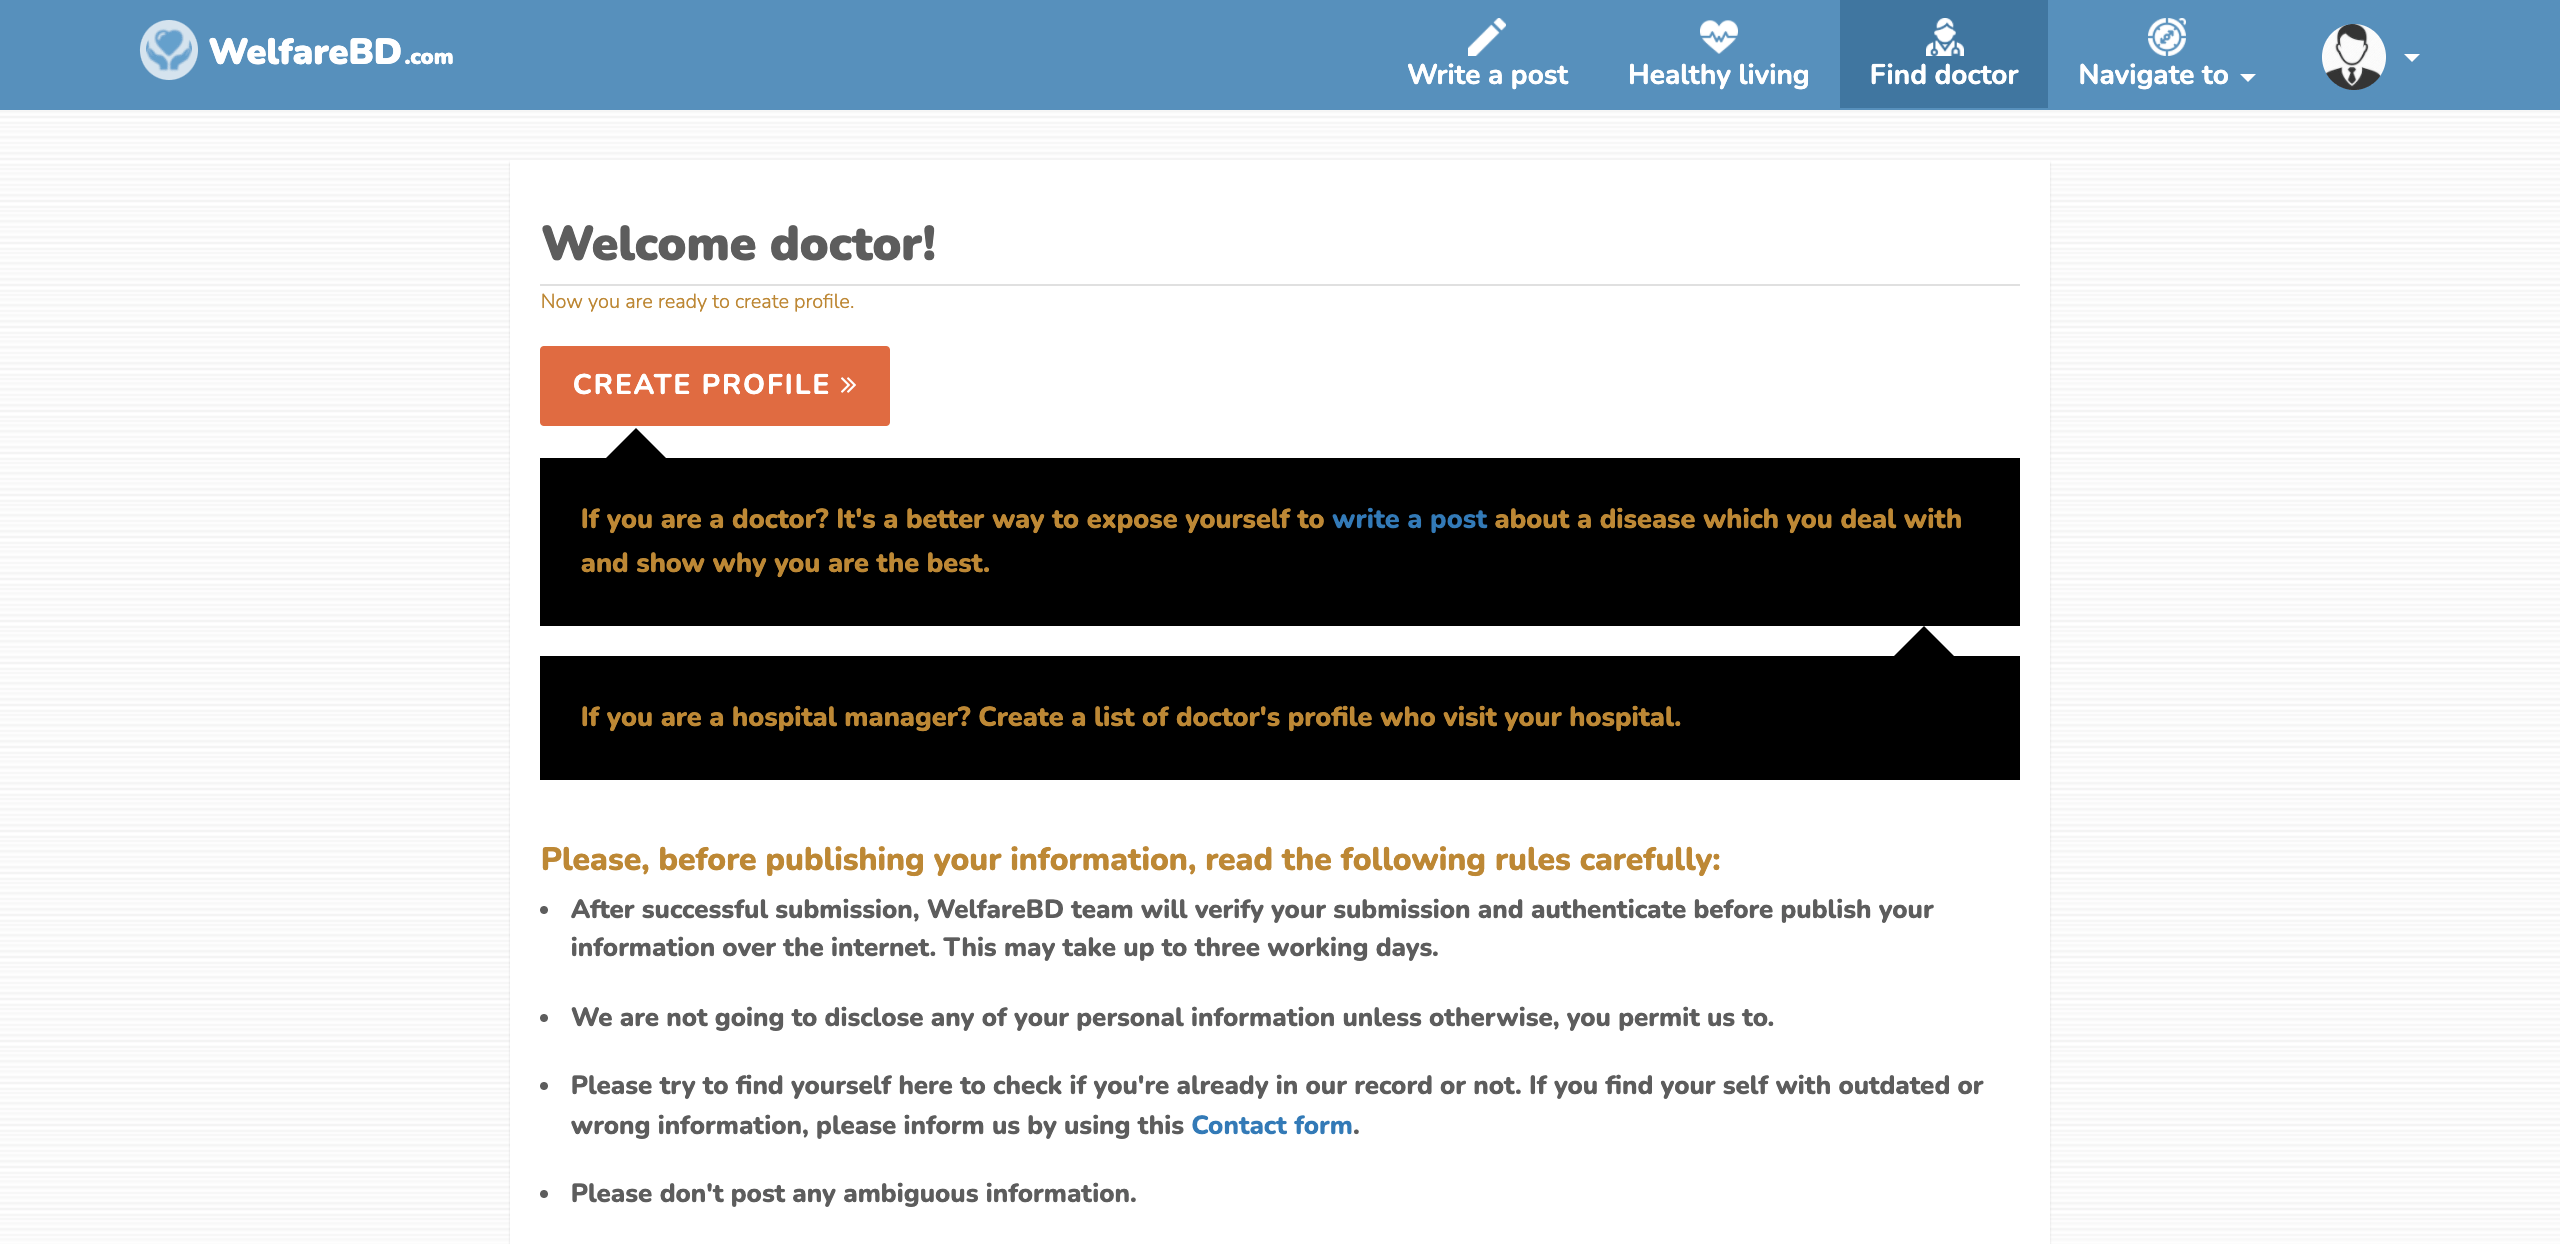 WelfareBD.com
Write a post
Healthy living
Find doctor
Navigate to
Welcome doctor!
Now you are ready to create profile.
CREATE PROFILE »
If you are a doctor? It's a better way to expose yourself to write a post about a disease which you deal with
and show why you are the best.
If you are a hospital manager? Create a list of doctor's profile who visit your hospital.
Please, before publishing your information, read the following rules carefully:
• After successful submission, WelfareBD team will verify your submission and authenticate before publish your
information over the internet. This may take up to three working days.
• We are not going to disclose any of your personal information unless otherwise, you permit us to.
• Please try to find yourself here to check if you're already in our record or not. If you find your self with outdated or
wrong information, please inform us by using this Contact form.
• Please don't post any ambiguous information.